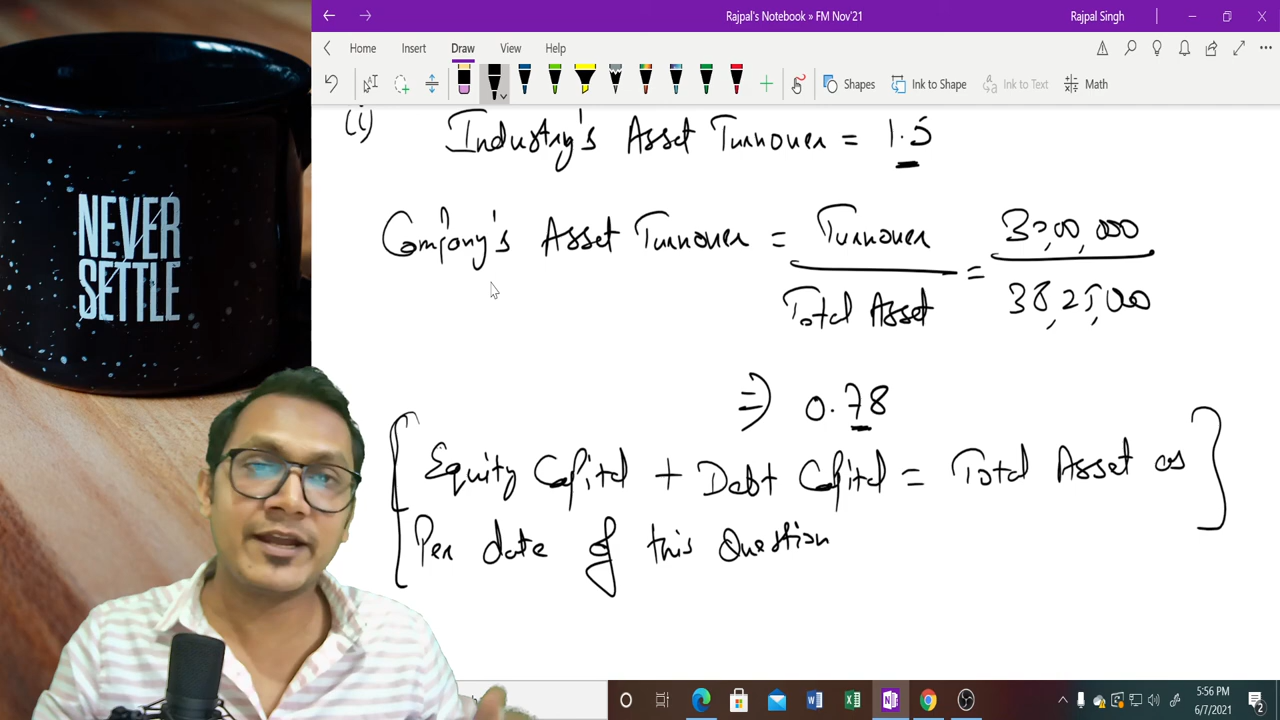 Rajpal's Notebook » FM Nov'21
Rajpal Singh
Home Insert Draw View Help
Shapes Ink to Shape Ink to Text Math
(i) Industry's Asset Turnover = 1.5
Company's Asset Turnover = Turnover / Total Asset = 30,00,000 / 38,25,000
⇒ 0.78
[Equity Capital + Debt Capital = Total Asset as
Per date of this Question]
NEVER
SETTLE
5:56 PM
6/7/2021
2